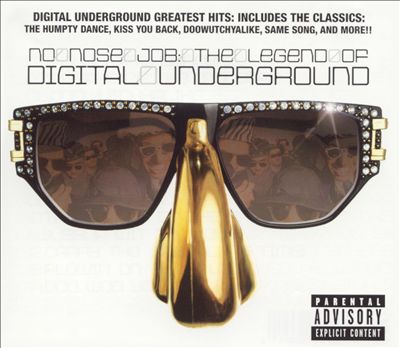 DIGITAL UNDERGROUND GREATEST HITS: INCLUDES THE CLASSICS:
THE HUMPTY DANCE, KISS YOU BACK, DOOWUTCHYALIKE, SAME SONG, AND MORE!!
NO NOSE JOB: THE LEGEND OF
DIGITAL UNDERGROUND
PARENTAL
ADVISORY
EXPLICIT CONTENT